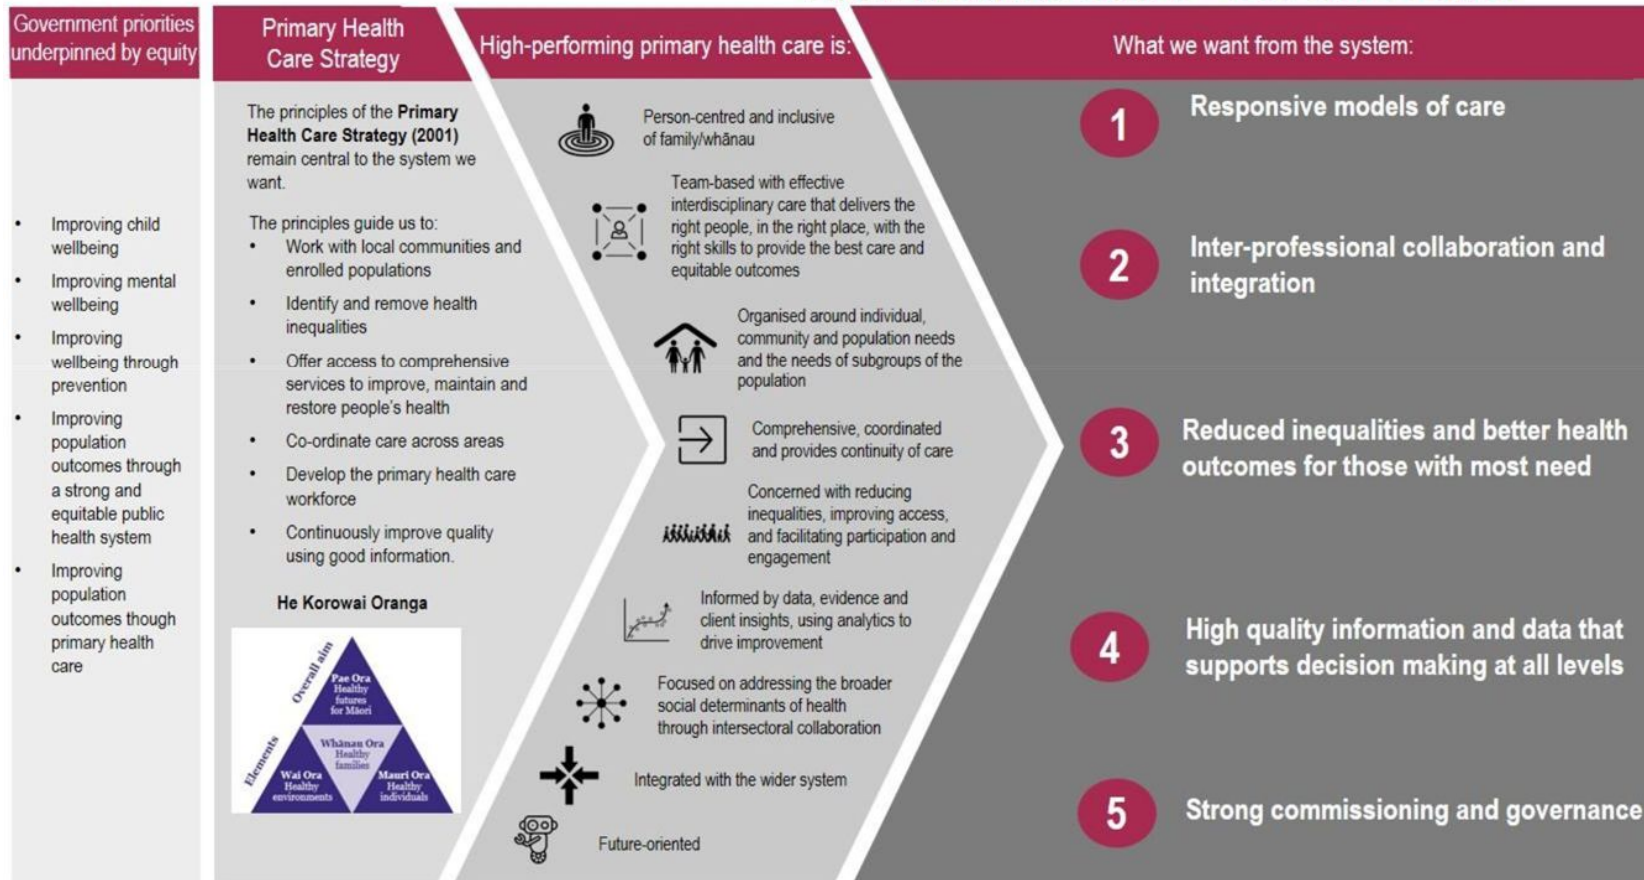 Government priorities
underpinned by equity
• Improving child
wellbeing
• Improving mental
wellbeing
• Improving
wellbeing through
prevention
• Improving
population
outcomes through
a strong and
equitable public
health system
• Improving
population
outcomes though
primary health
care
Primary Health
Care Strategy
The principles of the Primary
Health Care Strategy (2001)
remain central to the system we
want.
The principles guide us to:
• Work with local communities and
enrolled populations
• Identify and remove health
inequalities
• Offer access to comprehensive
services to improve, maintain and
restore people's health
• Co-ordinate care across areas
• Develop the primary health care
workforce
• Continuously improve quality
using good information.
He Korowai Oranga
Overall aim
Pae Ora
Healthy
futures
for Māori
Elements
Whānau Ora
Healthy
families
Wai Ora
Healthy
environments
Mauri Ora
Healthy
individuals
High-performing primary health care is:
Person-centred and inclusive
of family/whānau
Team-based with effective
interdisciplinary care that delivers the
right people, in the right place, with the
right skills to provide the best care and
equitable outcomes
Organised around individual,
community and population needs
and the needs of subgroups of the
population
Comprehensive, coordinated
and provides continuity of care
Concerned with reducing
inequalities, improving access,
and facilitating participation and
engagement
Informed by data, evidence and
client insights, using analytics to
drive improvement
Focused on addressing the broader
social determinants of health
through intersectoral collaboration
Integrated with the wider system
Future-oriented
What we want from the system:
1 Responsive models of care
2 Inter-professional collaboration and
integration
3 Reduced inequalities and better health
outcomes for those with most need
4 High quality information and data that
supports decision making at all levels
5 Strong commissioning and governance